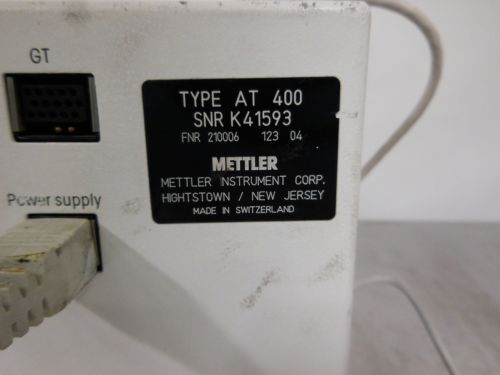 GT
TYPE AT 400
SNR K41593
FNR 210006 123 04
METTLER
Power supply
METTLER INSTRUMENT CORP.
HIGHTSTOWN / NEW JERSEY
MADE IN SWITZERLAND